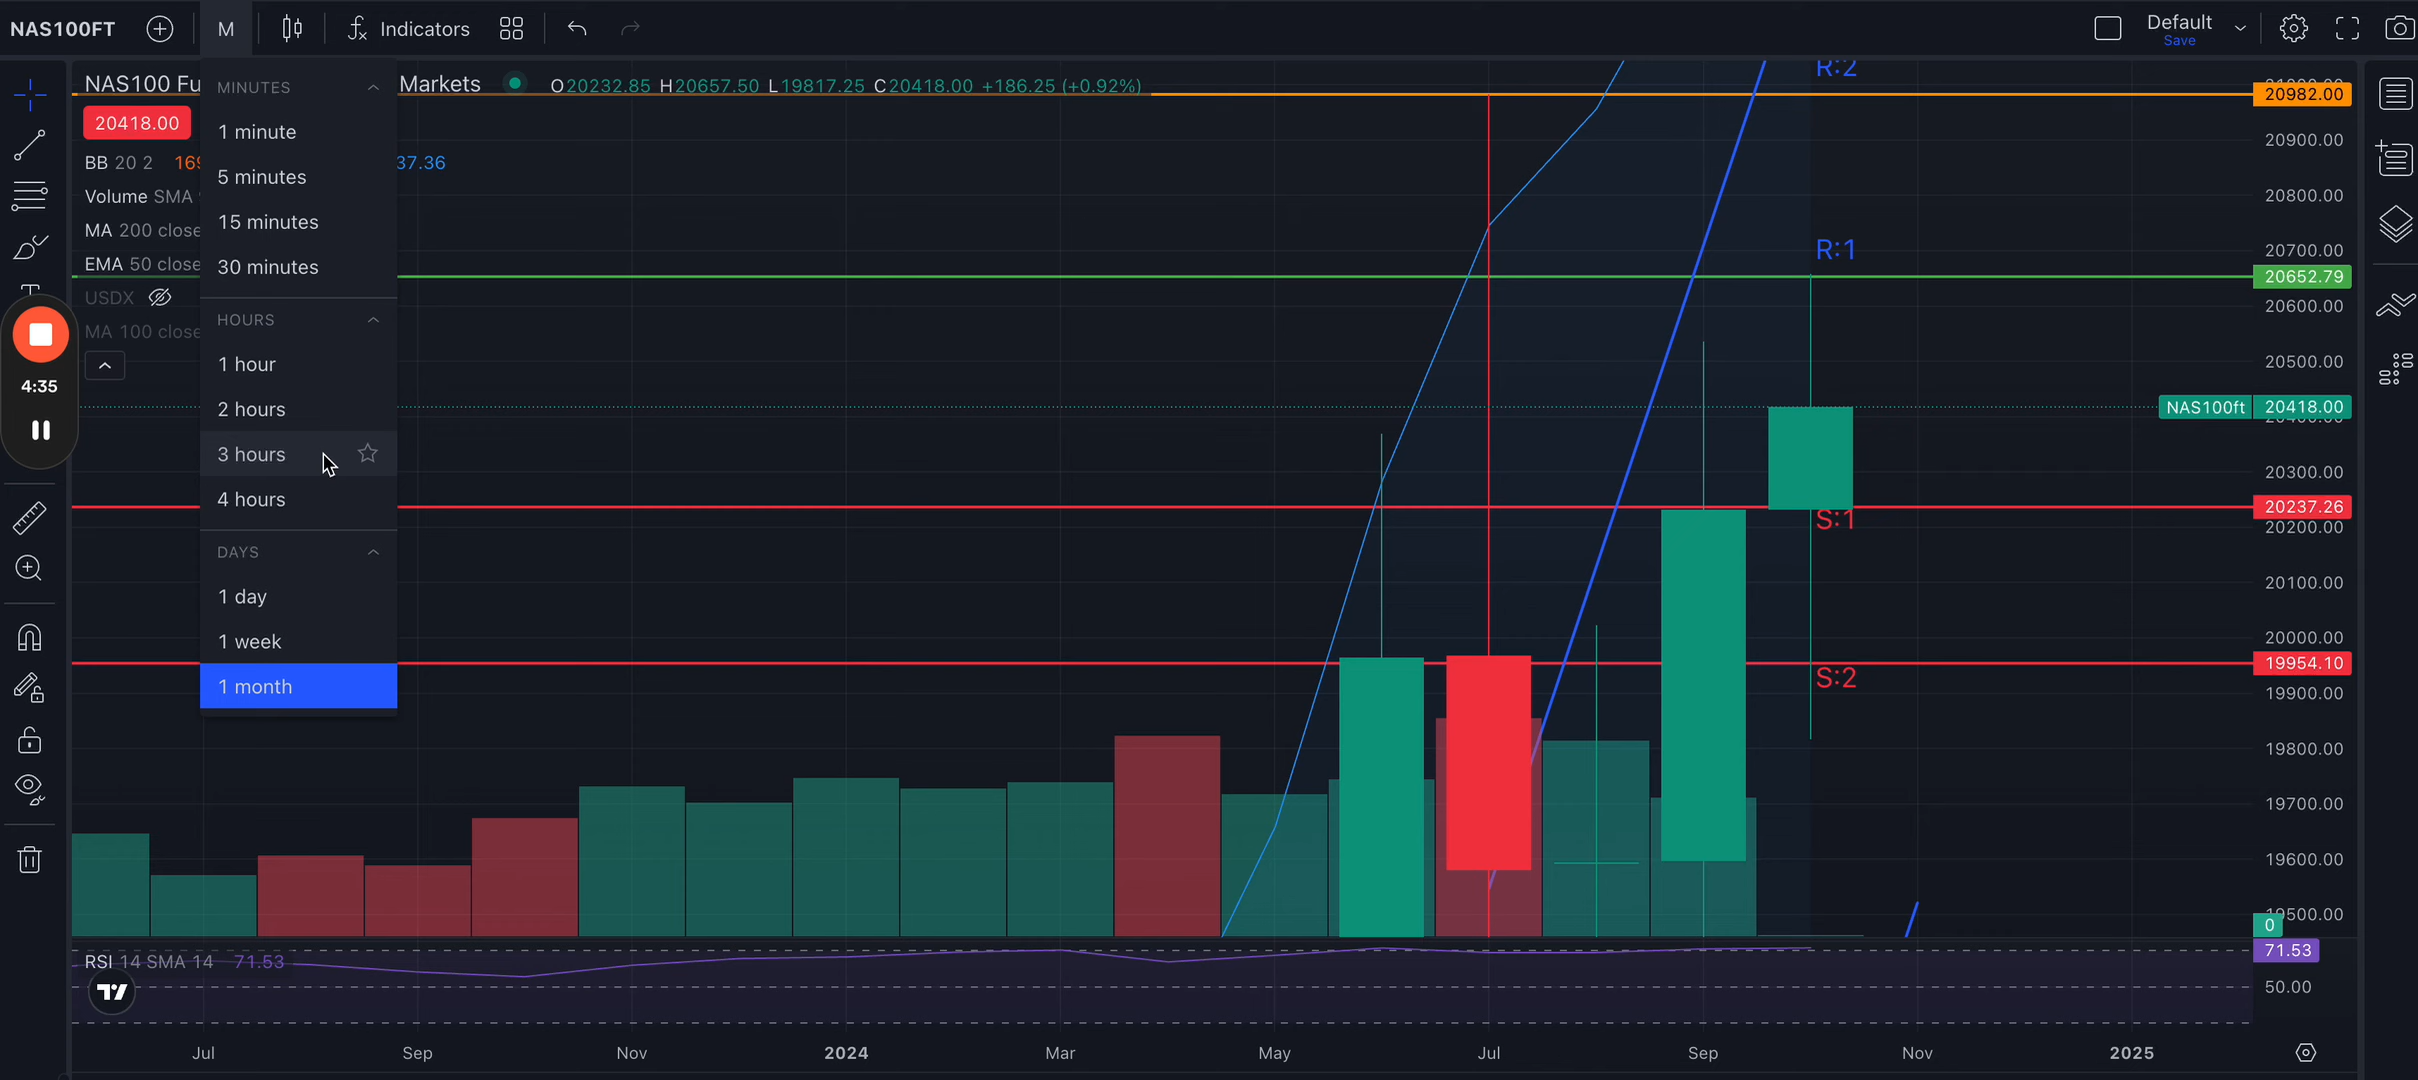 NAS100FT M Indicators Default
Save
NAS100 Fu Markets O20232.85 H20657.50 L19817.25 C20418.00 +186.25 (+0.92%)
20418.00
BB 20 2 169 37.36
Volume SMA
MA 200 close
EMA 50 close
USDX
MA 100 close
4:35
MINUTES
1 minute
5 minutes
15 minutes
30 minutes
HOURS
1 hour
2 hours
3 hours
4 hours
DAYS
1 day
1 week
1 month
R:2
R:1
S:1
S:2
20982.00
20900.00
20800.00
20700.00
20652.79
20600.00
20500.00
NAS100ft 20418.00
20300.00
20237.26
20200.00
20100.00
20000.00
19954.10
19900.00
19800.00
19700.00
19600.00
19500.00
0
RSI 14 SMA 14 71.53
71.53
50.00
Jul Sep Nov 2024 Mar May Jul Sep Nov 2025